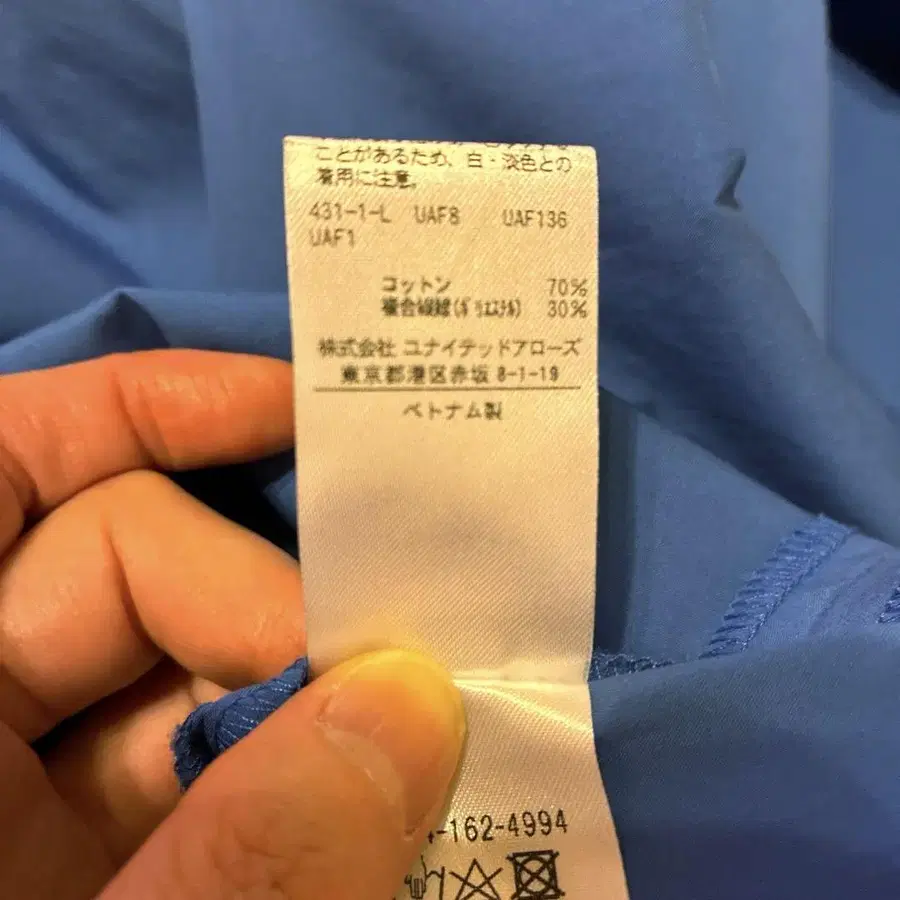 ことがあるため、白・淡色との
着用に注意。
431-1-L UAF8 UAF136
UAF1
コットン 70%
複合繊維(ポリエステル) 30%
株式会社 ユナイテッドアローズ
東京都港区赤坂 8-1-19
ベトナム製
-162-4994